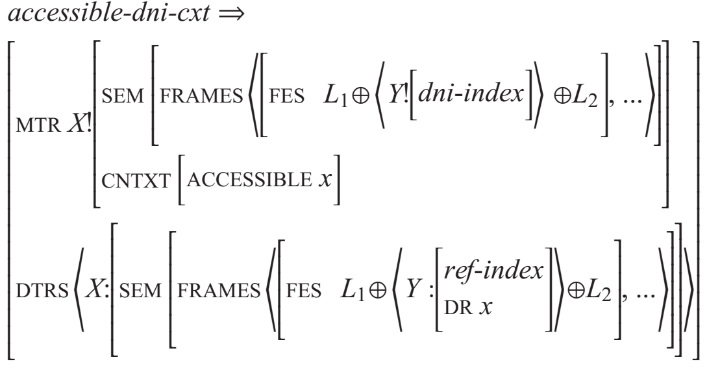 accessible-dni-cxt ⇒
MTR X! [SEM [FRAMES ⟨[FES L₁⊕⟨Y![dni-index]⟩ ⊕L₂], ...⟩]
CNTXT [ACCESSIBLE x]]
DTRS ⟨X:[SEM [FRAMES ⟨[FES L₁⊕⟨Y :[ref-index
DR x]⟩⊕L₂], ...⟩]]⟩